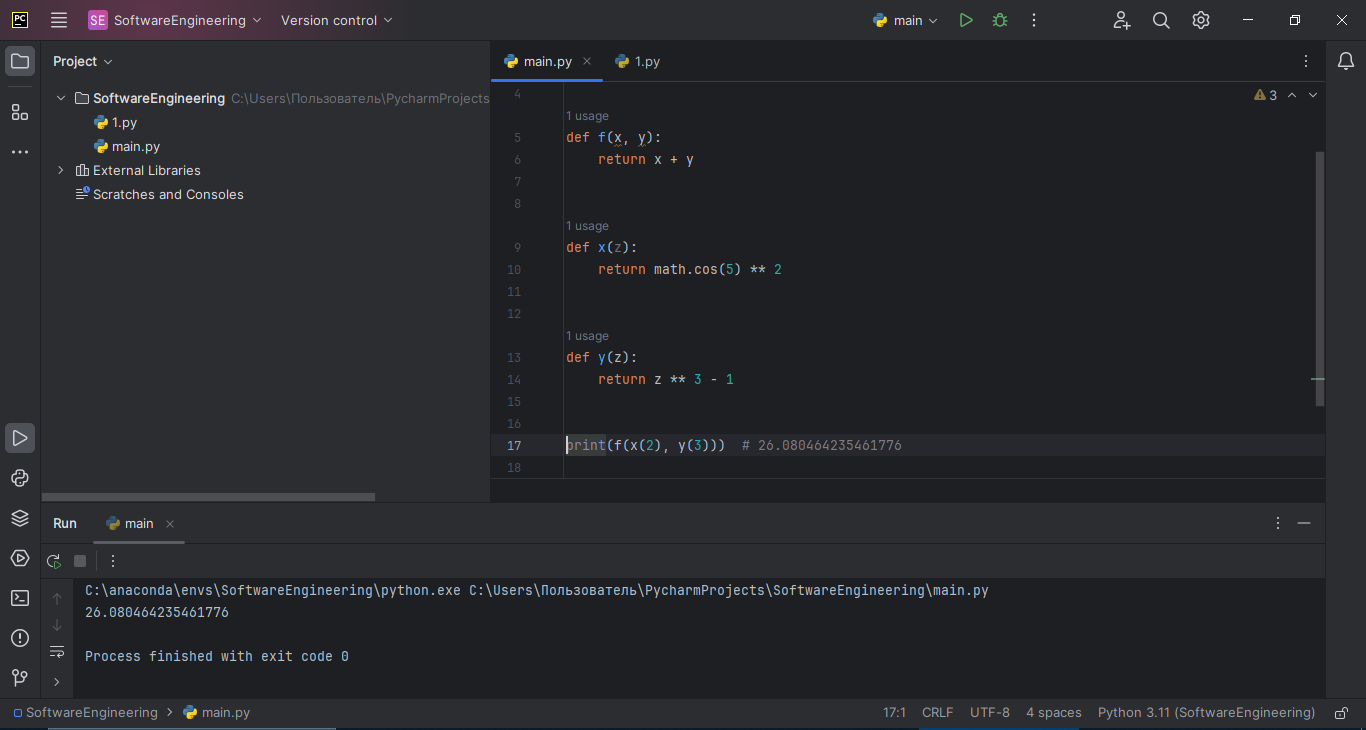 PC SE SoftwareEngineering Version control main
Project
main.py 1.py
SoftwareEngineering C:\Users\Пользователь\PycharmProjects
1.py
main.py
External Libraries
Scratches and Consoles
3
4
1 usage
5 def f(x, y):
6 return x + y
7
8
1 usage
9 def x(z):
10 return math.cos(5) ** 2
11
12
1 usage
13 def y(z):
14 return z ** 3 - 1
15
16
17 print(f(x(2), y(3))) # 26.080464235461776
18
Run main
C:\anaconda\envs\SoftwareEngineering\python.exe C:\Users\Пользователь\PycharmProjects\SoftwareEngineering\main.py
26.080464235461776
Process finished with exit code 0
SoftwareEngineering main.py 17:1 CRLF UTF-8 4 spaces Python 3.11 (SoftwareEngineering)